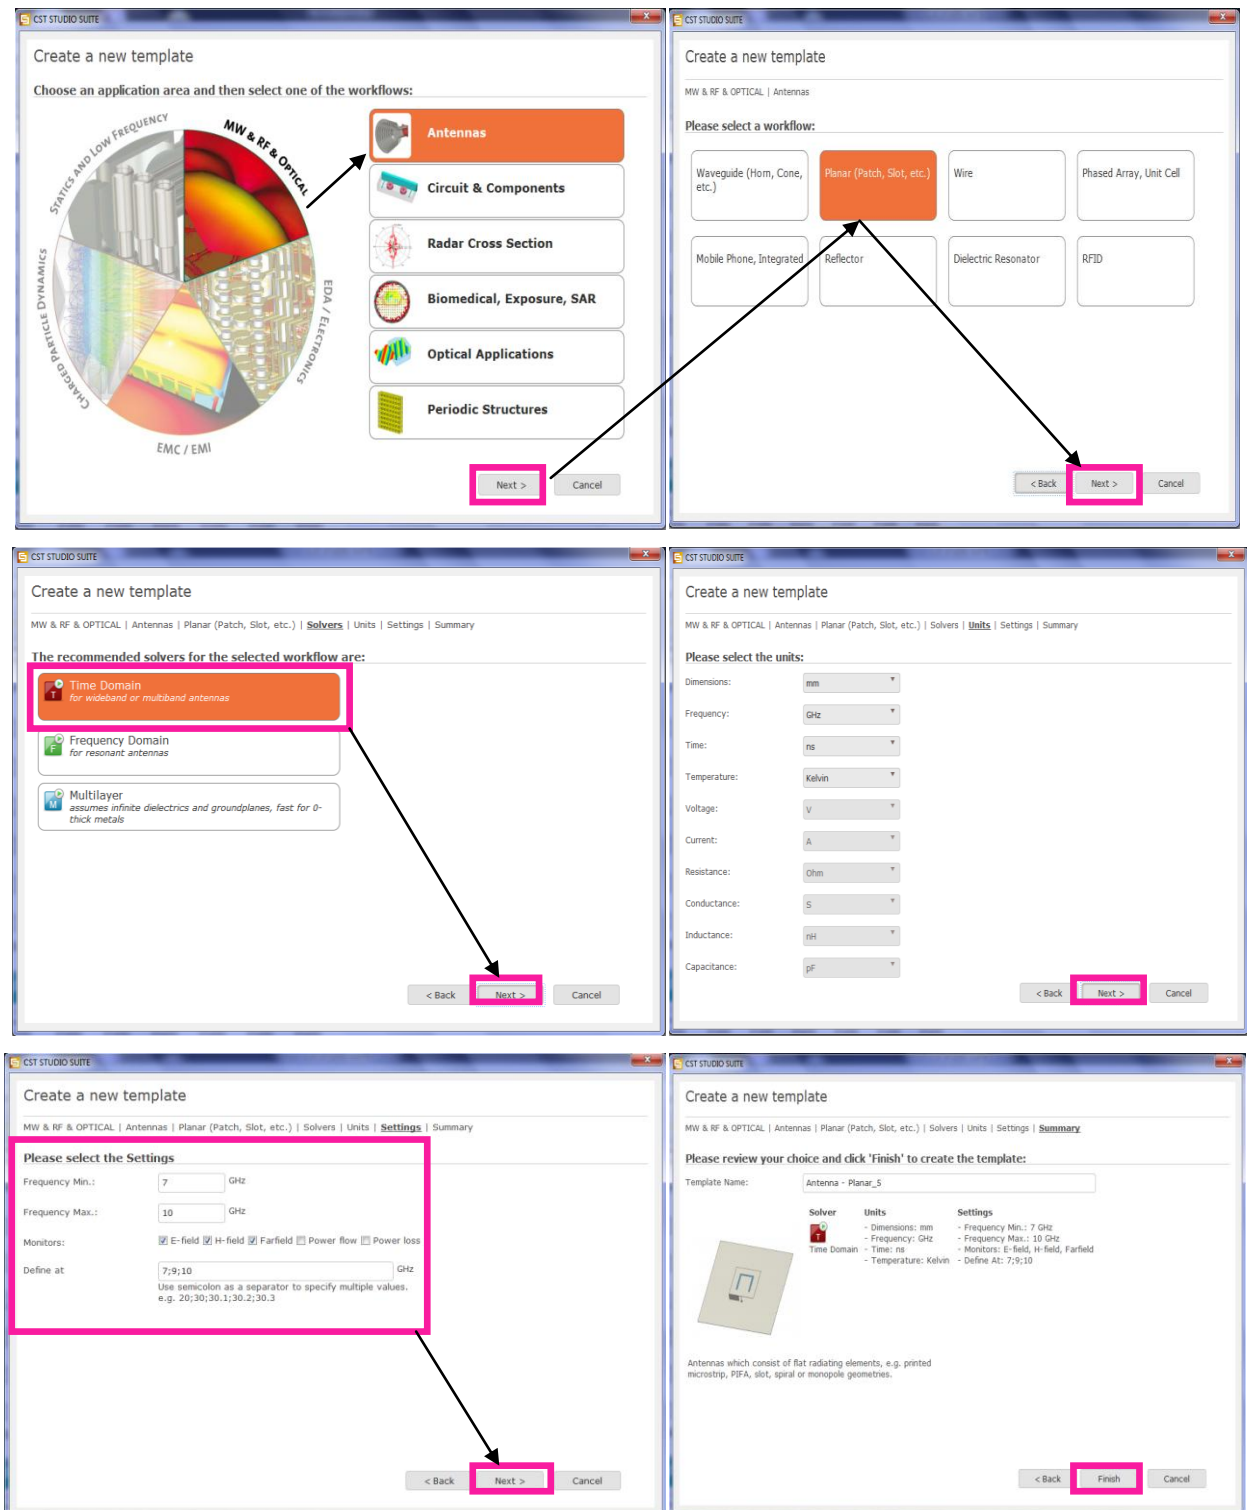 CST STUDIO SUITE
Create a new template
Choose an application area and then select one of the workflows:
STATICS AND LOW FREQUENCY
MW & RF & OPTICAL
EDA / ELECTRONICS
EMC / EMI
CHARGED PARTICLE DYNAMICS
Antennas
Circuit & Components
Radar Cross Section
Biomedical, Exposure, SAR
Optical Applications
Periodic Structures
Next >
Cancel
CST STUDIO SUITE
Create a new template
MW & RF & OPTICAL | Antennas
Please select a workflow:
Waveguide (Horn, Cone,
etc.)
Planar (Patch, Slot, etc.)
Wire
Phased Array, Unit Cell
Mobile Phone, Integrated
Reflector
Dielectric Resonator
RFID
< Back
Next >
Cancel
CST STUDIO SUITE
Create a new template
MW & RF & OPTICAL | Antennas | Planar (Patch, Slot, etc.) | Solvers | Units | Settings | Summary
The recommended solvers for the selected workflow are:
T
Time Domain
for wideband or multiband antennas
F
Frequency Domain
for resonant antennas
M
Multilayer
assumes infinite dielectrics and groundplanes, fast for 0-
thick metals
< Back
Next >
Cancel
CST STUDIO SUITE
Create a new template
MW & RF & OPTICAL | Antennas | Planar (Patch, Slot, etc.) | Solvers | Units | Settings | Summary
Please select the units:
Dimensions: mm
Frequency: GHz
Time: ns
Temperature: Kelvin
Voltage: V
Current: A
Resistance: Ohm
Conductance: S
Inductance: nH
Capacitance: pF
< Back
Next >
Cancel
CST STUDIO SUITE
Create a new template
MW & RF & OPTICAL | Antennas | Planar (Patch, Slot, etc.) | Solvers | Units | Settings | Summary
Please select the Settings
Frequency Min.: 7 GHz
Frequency Max.: 10 GHz
Monitors: E-field H-field Farfield Power flow Power loss
Define at 7;9;10 GHz
Use semicolon as a separator to specify multiple values.
e.g. 20;30;30.1;30.2;30.3
< Back
Next >
Cancel
CST STUDIO SUITE
Create a new template
MW & RF & OPTICAL | Antennas | Planar (Patch, Slot, etc.) | Solvers | Units | Settings | Summary
Please review your choice and click 'Finish' to create the template:
Template Name: Antenna - Planar_5
Solver
T
Time Domain
Units
- Dimensions: mm
- Frequency: GHz
- Time: ns
- Temperature: Kelvin
Settings
- Frequency Min.: 7 GHz
- Frequency Max.: 10 GHz
- Monitors: E-field, H-field, Farfield
- Define At: 7;9;10
Antennas which consist of flat radiating elements, e.g. printed
microstrip, PIFA, slot, spiral or monopole geometries.
< Back
Finish
Cancel